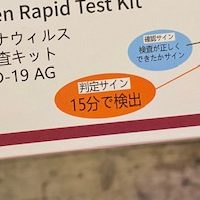 en Rapid Test Kit
ナウィルス
査キット
D-19 AG
確認サイン
検査が正しく
できたかサイン
判定サイン
15分で検出